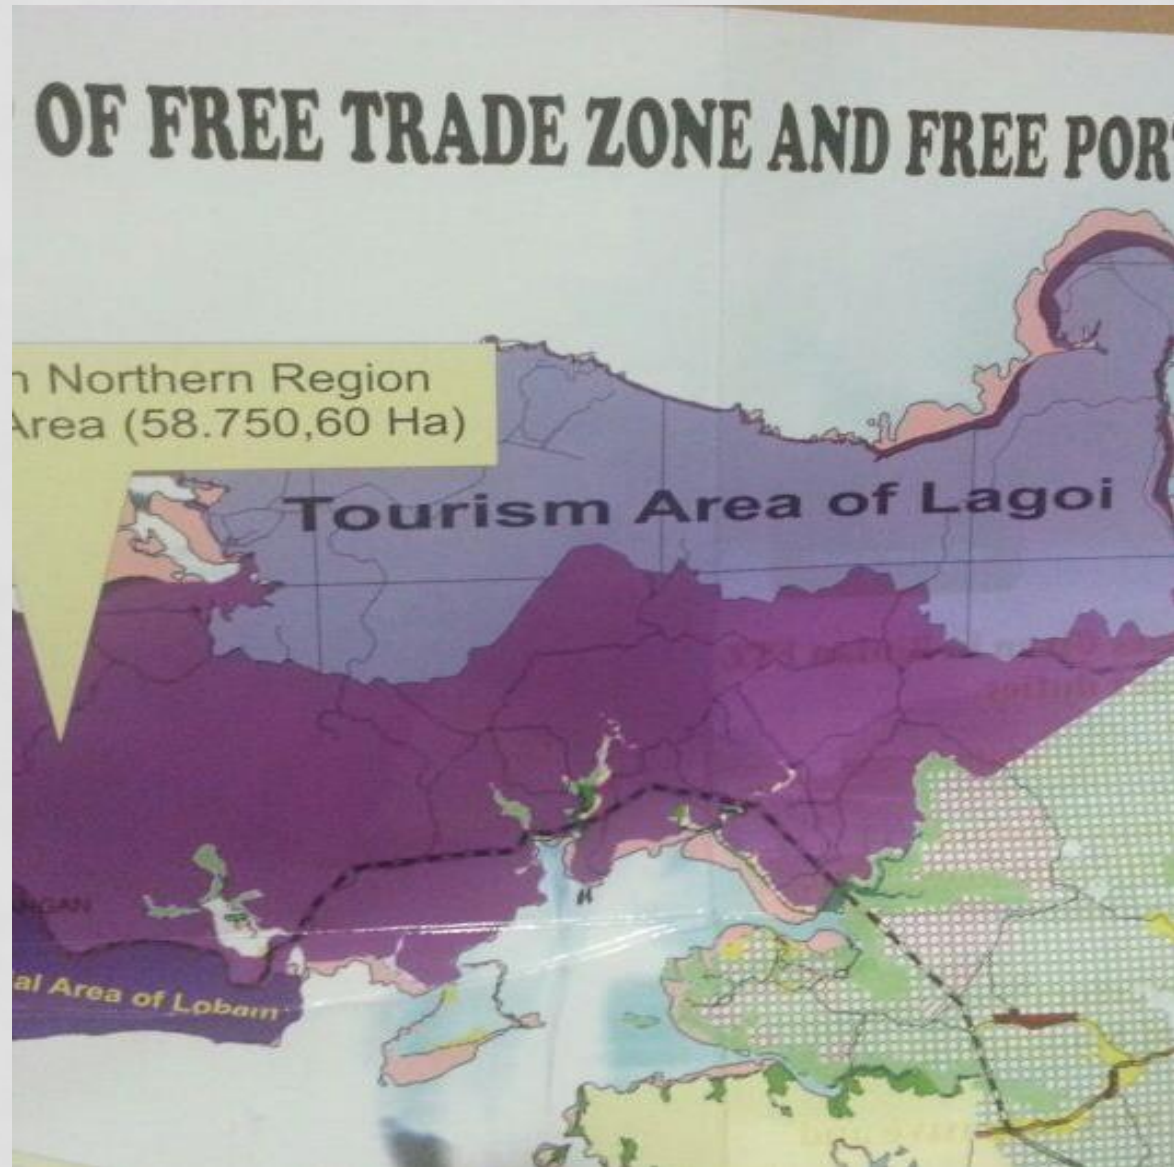 OF FREE TRADE ZONE AND FREE POR
n Northern Region
Area (58.750,60 Ha)
Tourism Area of Lagoi
NGAN
al Area of Lobam